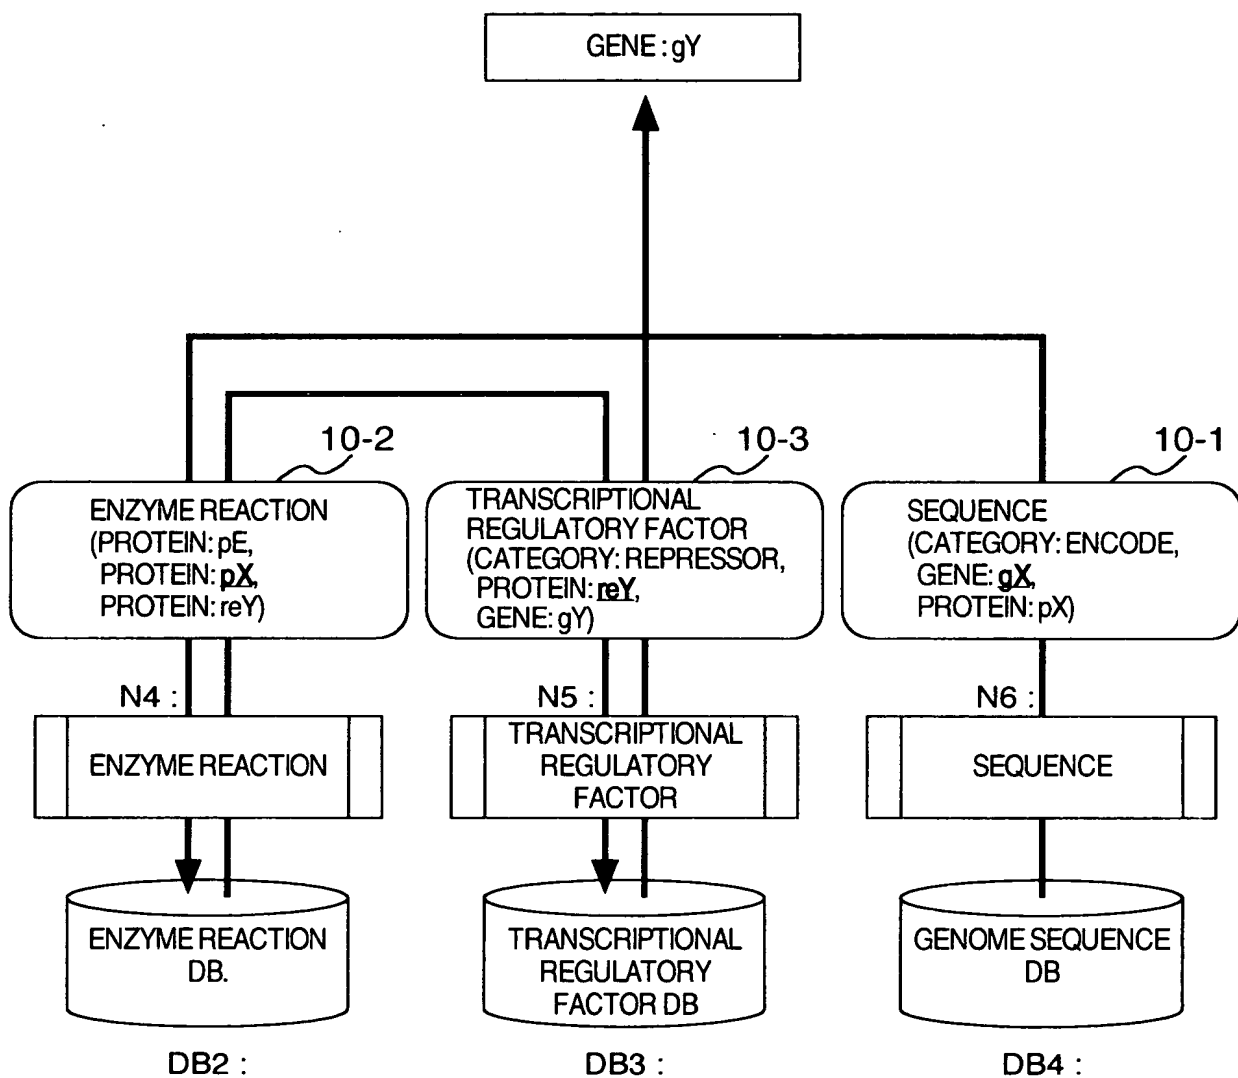 GENE:gY
10-2
10-3
10-1
ENZYME REACTION
(PROTEIN: pE,
PROTEIN: pX,
PROTEIN: reY)
TRANSCRIPTIONAL
REGULATORY FACTOR
(CATEGORY: REPRESSOR,
PROTEIN: reY,
GENE: gY)
SEQUENCE
(CATEGORY: ENCODE,
GENE: gX,
PROTEIN: pX)
N4 :
N5 :
N6 :
ENZYME REACTION
TRANSCRIPTIONAL
REGULATORY
FACTOR
SEQUENCE
ENZYME REACTION
DB.
TRANSCRIPTIONAL
REGULATORY
FACTOR DB
GENOME SEQUENCE
DB
DB2 :
DB3 :
DB4 :